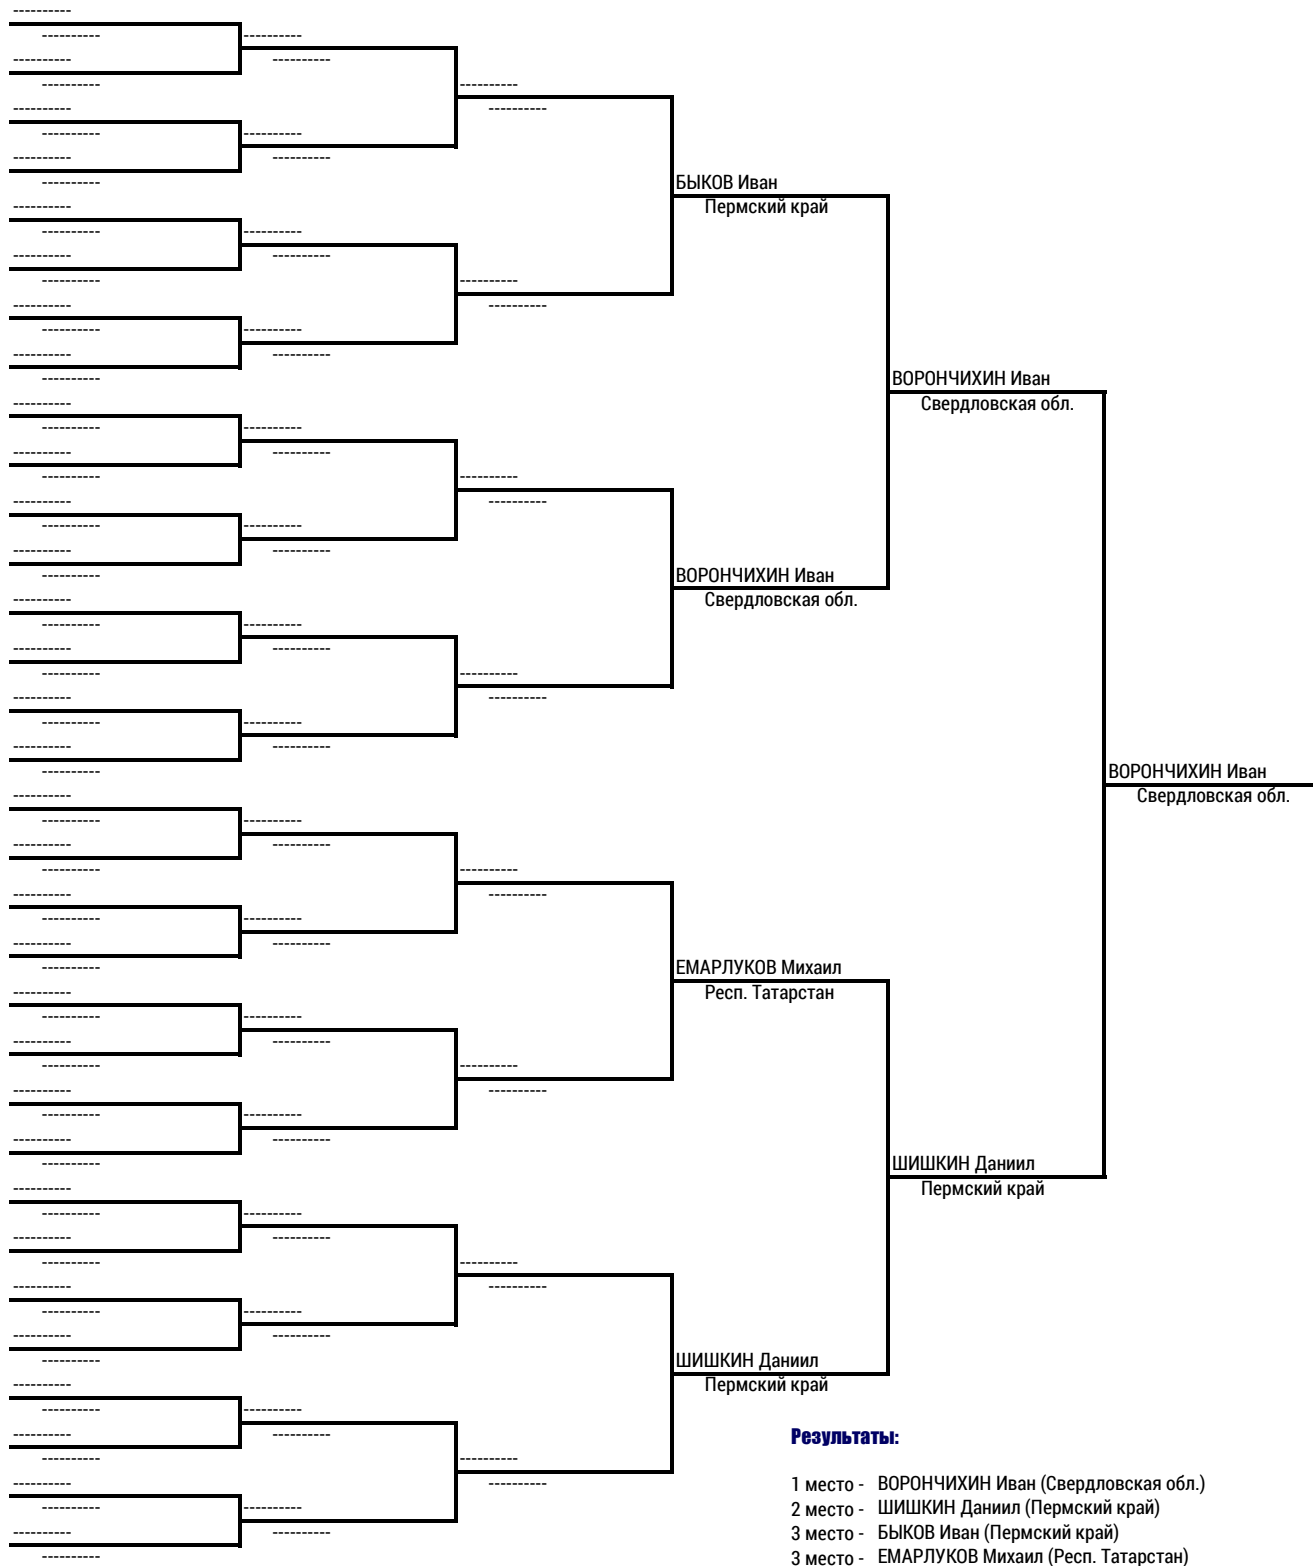 БЫКОВ Иван
Пермский край
ВОРОНЧИХИН Иван
Свердловская обл.
ВОРОНЧИХИН Иван
Свердловская обл.
ВОРОНЧИХИН Иван
Свердловская обл.
ЕМАРЛУКОВ Михаил
Респ. Татарстан
ШИШКИН Даниил
Пермский край
ШИШКИН Даниил
Пермский край
Результаты:
1 место - ВОРОНЧИХИН Иван (Свердловская обл.)
2 место - ШИШКИН Даниил (Пермский край)
3 место - БЫКОВ Иван (Пермский край)
3 место - ЕМАРЛУКОВ Михаил (Респ. Татарстан)